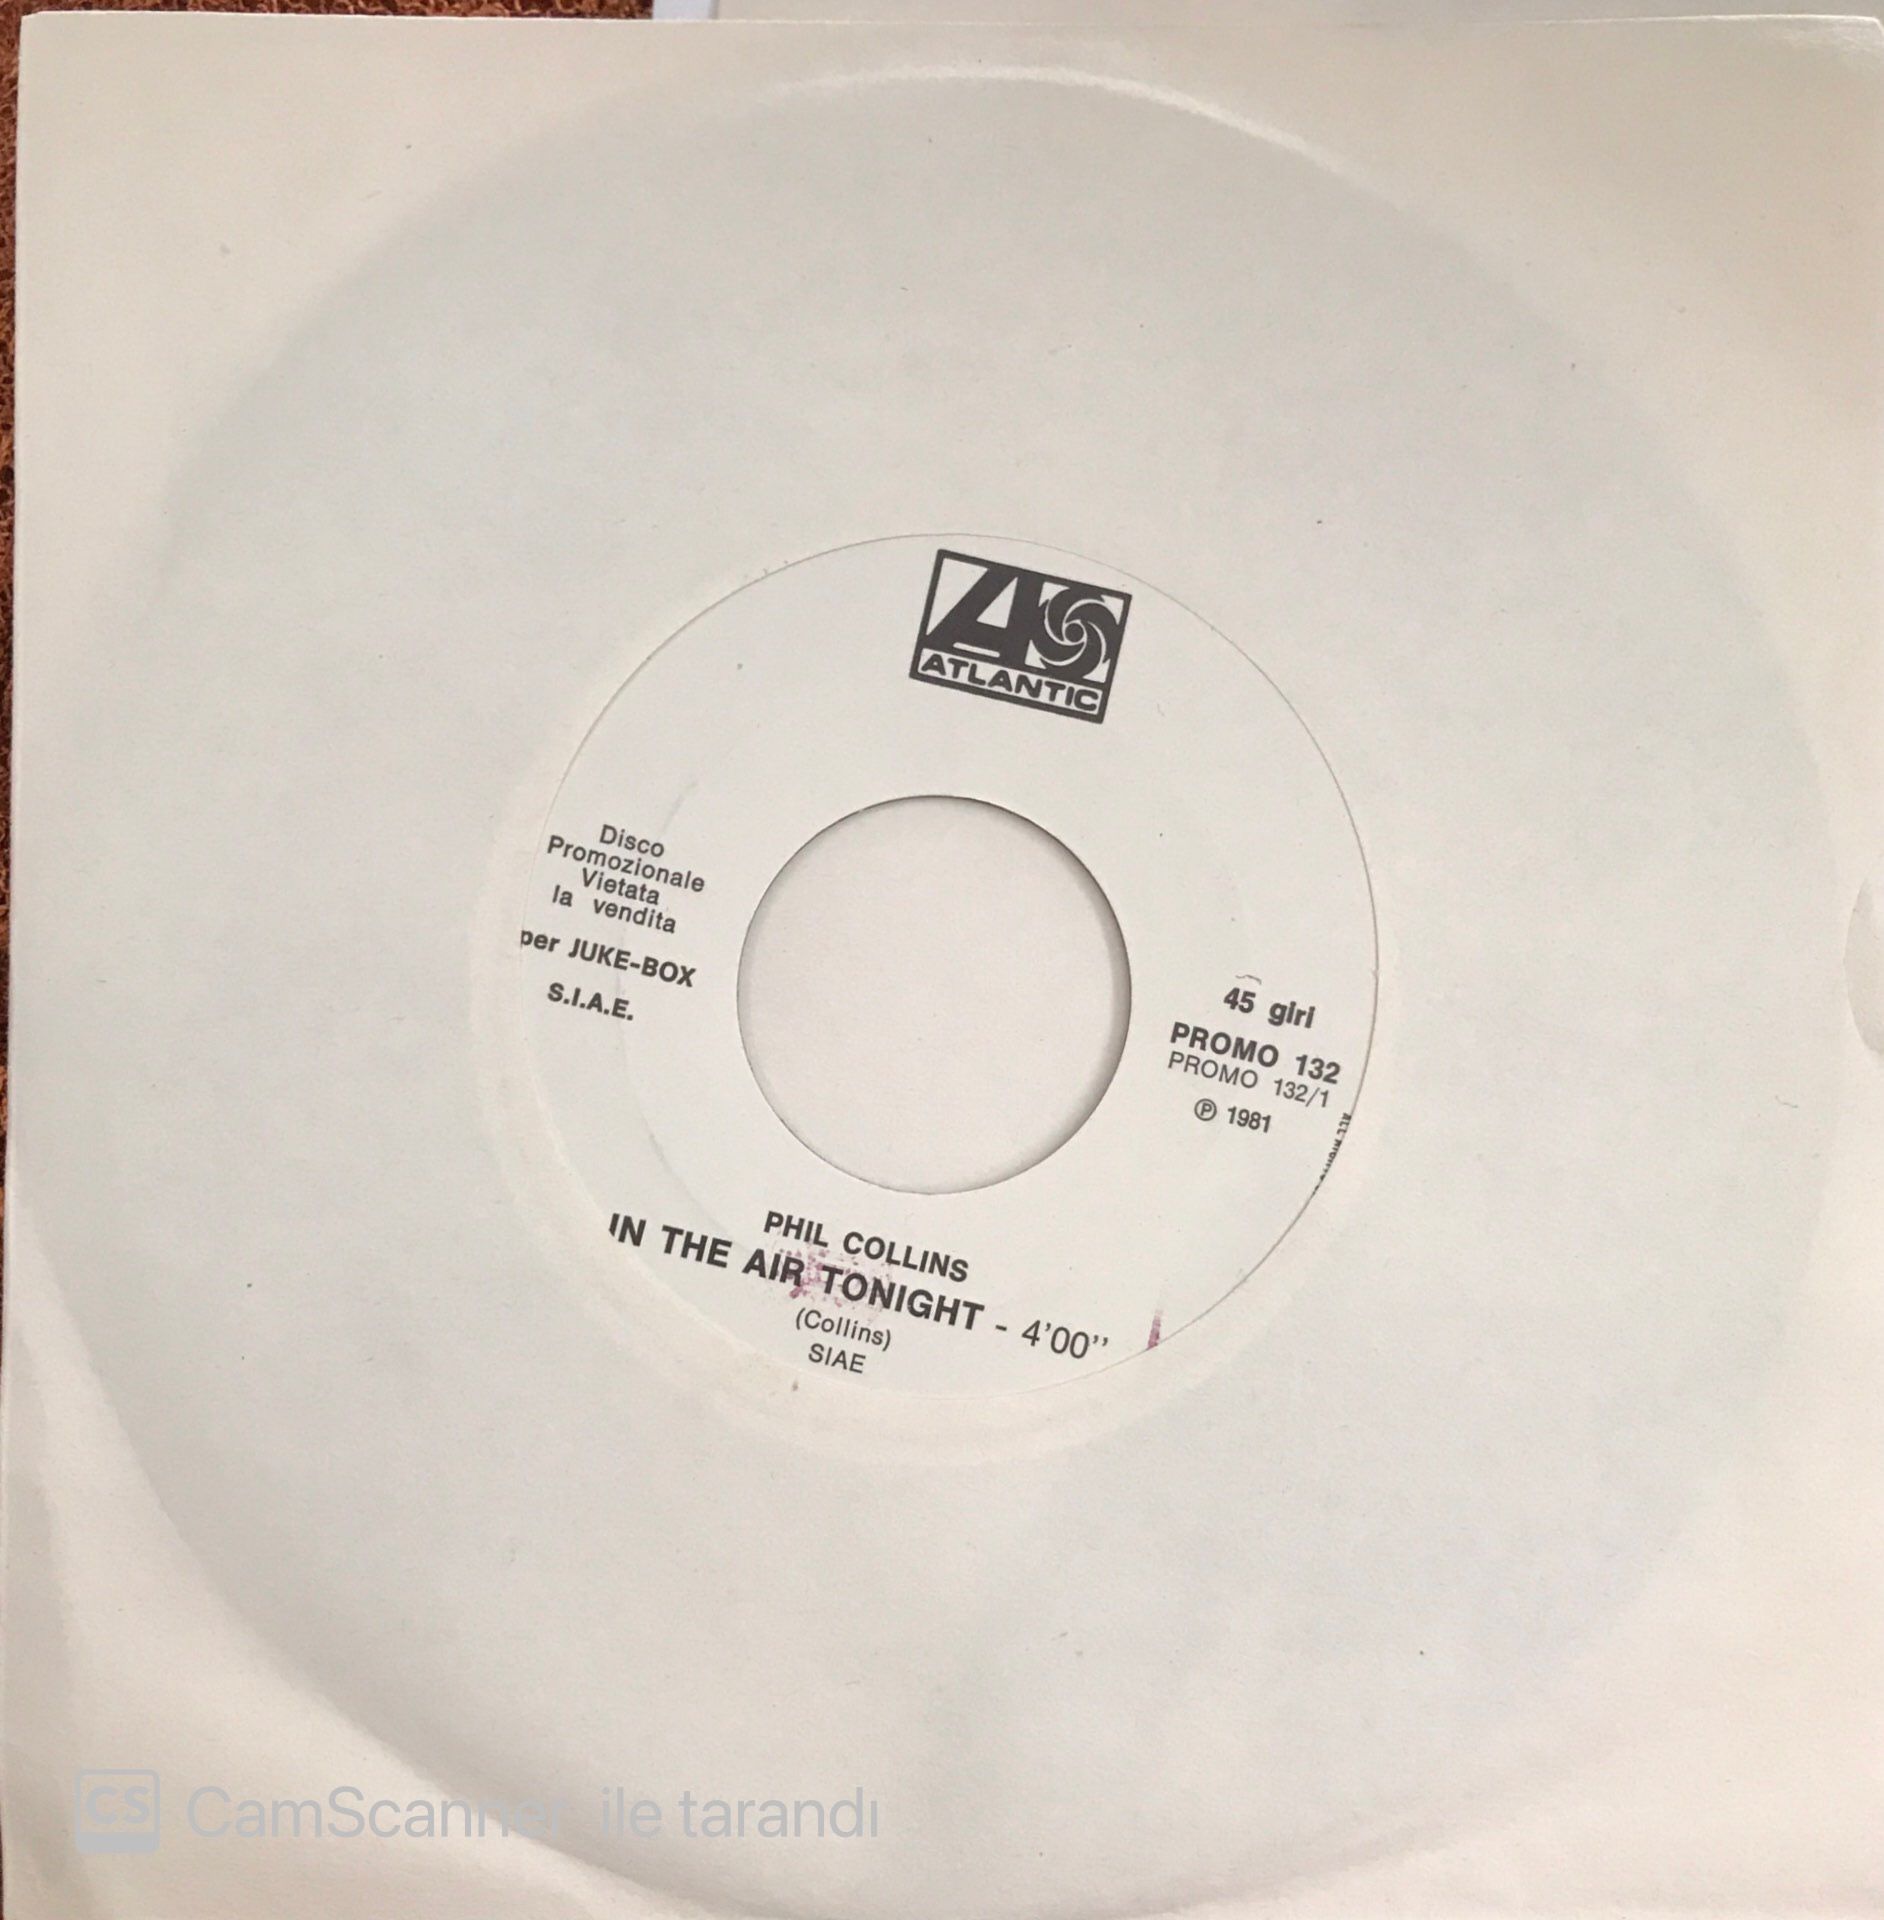 ATLANTIC
Disco
Promozionale
Vietata
la vendita
per JUKE-BOX
S.I.A.E.
45 giri
PROMO 132
PROMO 132/1
℗ 1981
PHIL COLLINS
IN THE AIR TONIGHT - 4'00''
(Collins)
SIAE
CS CamScanner ile tarandı